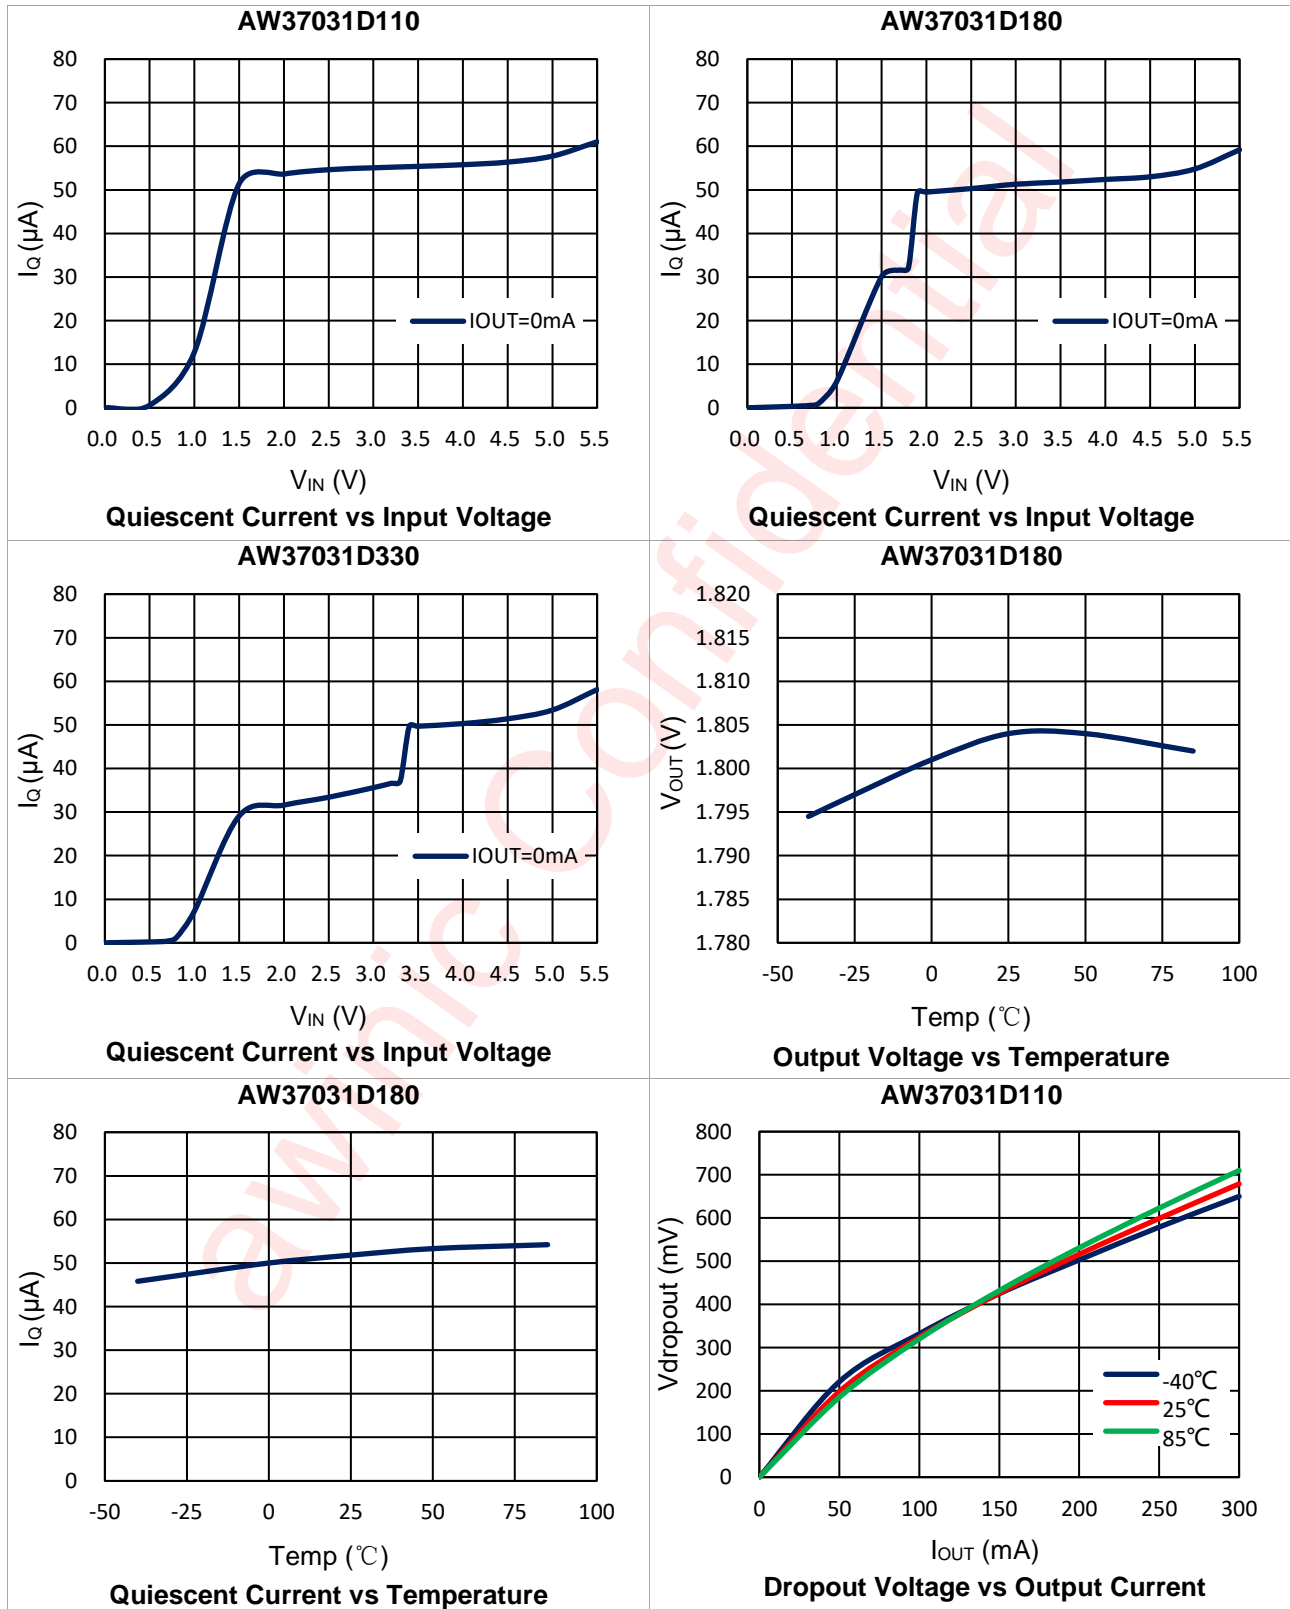 AW37031D110
80
70
60
50
40
30
20
10
0
I_Q (µA)
IOUT=0mA
0.0 0.5 1.0 1.5 2.0 2.5 3.0 3.5 4.0 4.5 5.0 5.5
V_IN (V)
Quiescent Current vs Input Voltage
AW37031D180
80
70
60
50
40
30
20
10
0
I_Q (µA)
IOUT=0mA
0.0 0.5 1.0 1.5 2.0 2.5 3.0 3.5 4.0 4.5 5.0 5.5
V_IN (V)
Quiescent Current vs Input Voltage
AW37031D330
80
70
60
50
40
30
20
10
0
I_Q (µA)
IOUT=0mA
0.0 0.5 1.0 1.5 2.0 2.5 3.0 3.5 4.0 4.5 5.0 5.5
V_IN (V)
Quiescent Current vs Input Voltage
AW37031D180
1.820
1.815
1.810
1.805
1.800
1.795
1.790
1.785
1.780
V_OUT (V)
-50 -25 0 25 50 75 100
Temp (℃)
Output Voltage vs Temperature
AW37031D180
80
70
60
50
40
30
20
10
0
I_Q (µA)
-50 -25 0 25 50 75 100
Temp (℃)
Quiescent Current vs Temperature
AW37031D110
800
700
600
500
400
300
200
100
0
Vdropout (mV)
-40℃
25℃
85℃
0 50 100 150 200 250 300
I_OUT (mA)
Dropout Voltage vs Output Current
awinic Confidential